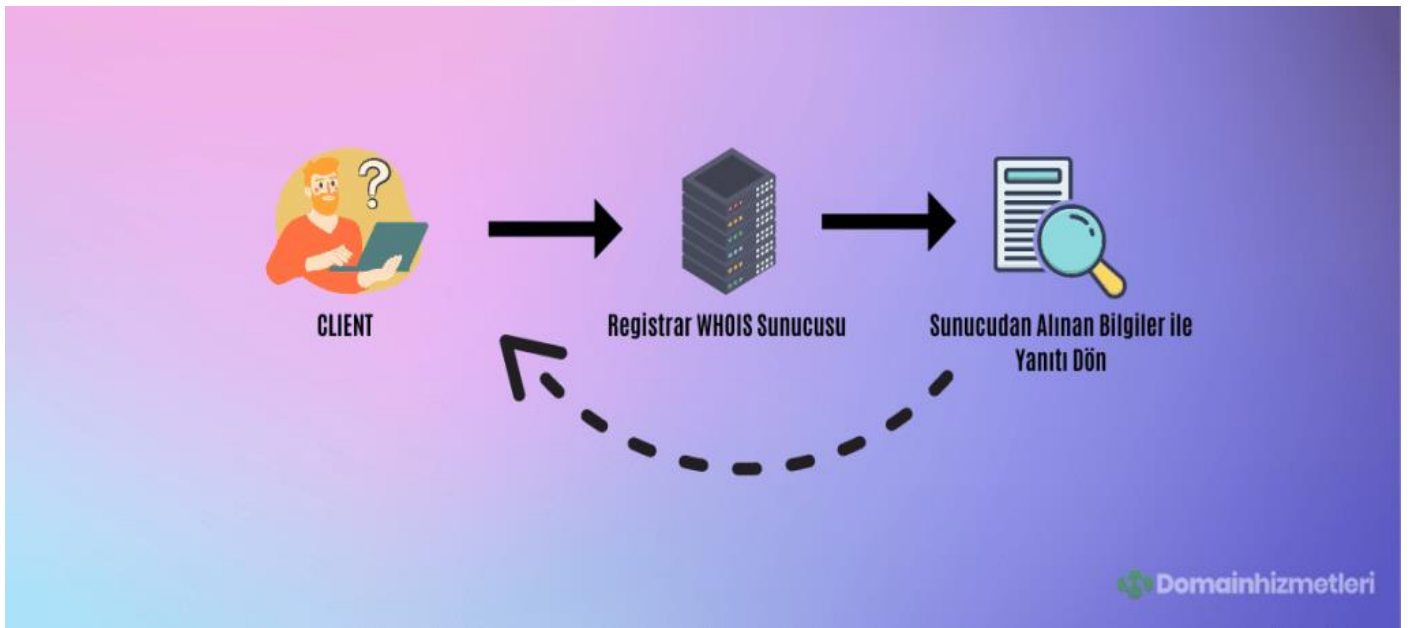 ?
CLIENT
Registrar WHOIS Sunucusu
Sunucudan Alınan Bilgiler ile
Yanıtı Dön
Domainhizmetleri